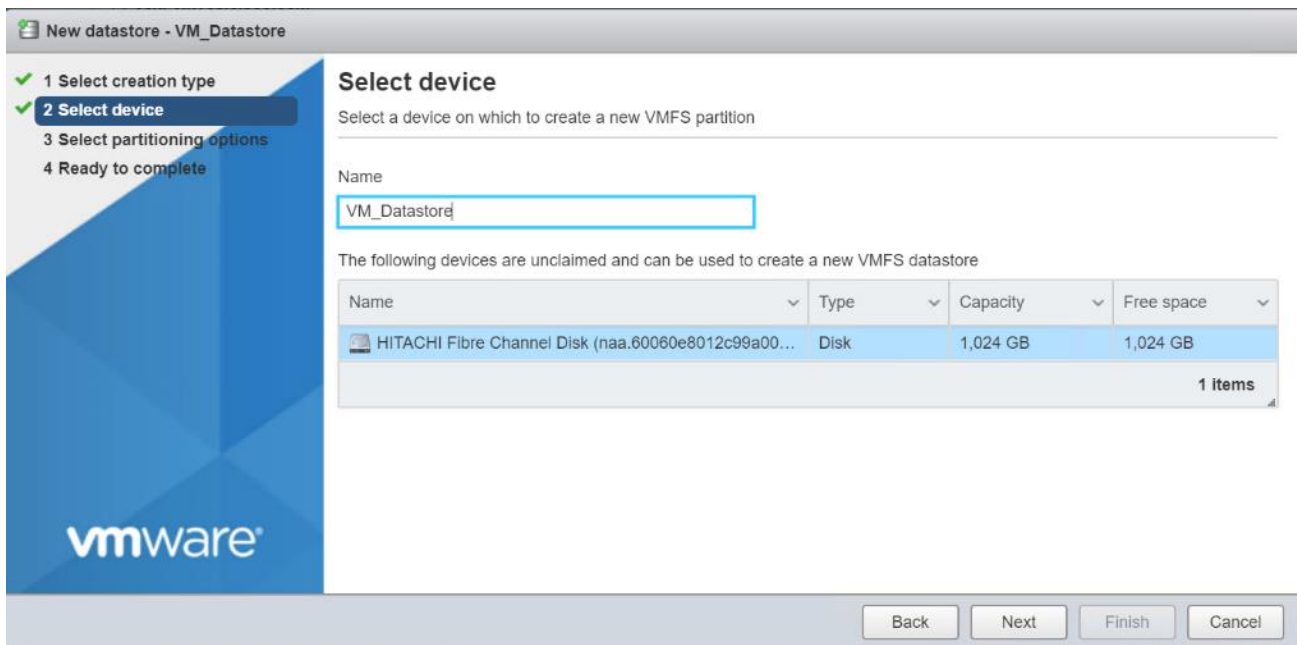 New datastore - VM_Datastore
1 Select creation type
2 Select device
3 Select partitioning options
4 Ready to complete
Select device
Select a device on which to create a new VMFS partition
Name
VM_Datastore
The following devices are unclaimed and can be used to create a new VMFS datastore
Name Type Capacity Free space
HITACHI Fibre Channel Disk (naa.60060e8012c99a00... Disk 1,024 GB 1,024 GB
1 items
vmware®
Back Next Finish Cancel